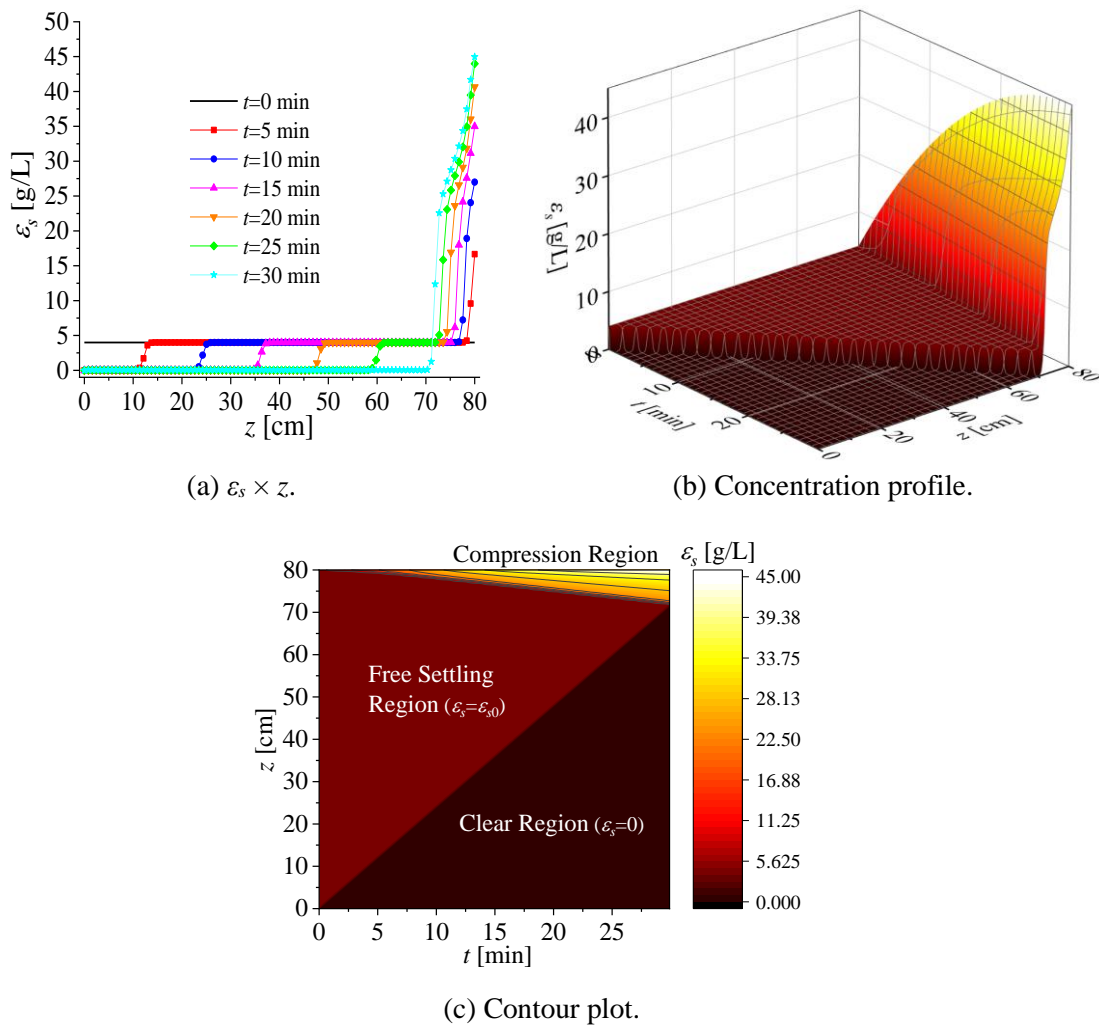 50
45
40
35
30
25
20
15
10
5
0
εs [g/L]
t=0 min
t=5 min
t=10 min
t=15 min
t=20 min
t=25 min
t=30 min
0 10 20 30 40 50 60 70 80
z [cm]
(a) εs × z.
40
30
20
10
0
εs [g/L]
0
10
20
t [min]
0
20
40
60
80
z [cm]
(b) Concentration profile.
Compression Region
εs [g/L]
80
70
60
50
40
30
20
10
0
z [cm]
Free Settling
Region (εs=εs0)
Clear Region (εs=0)
0 5 10 15 20 25
t [min]
45.00
39.38
33.75
28.13
22.50
16.88
11.25
5.625
0.000
(c) Contour plot.